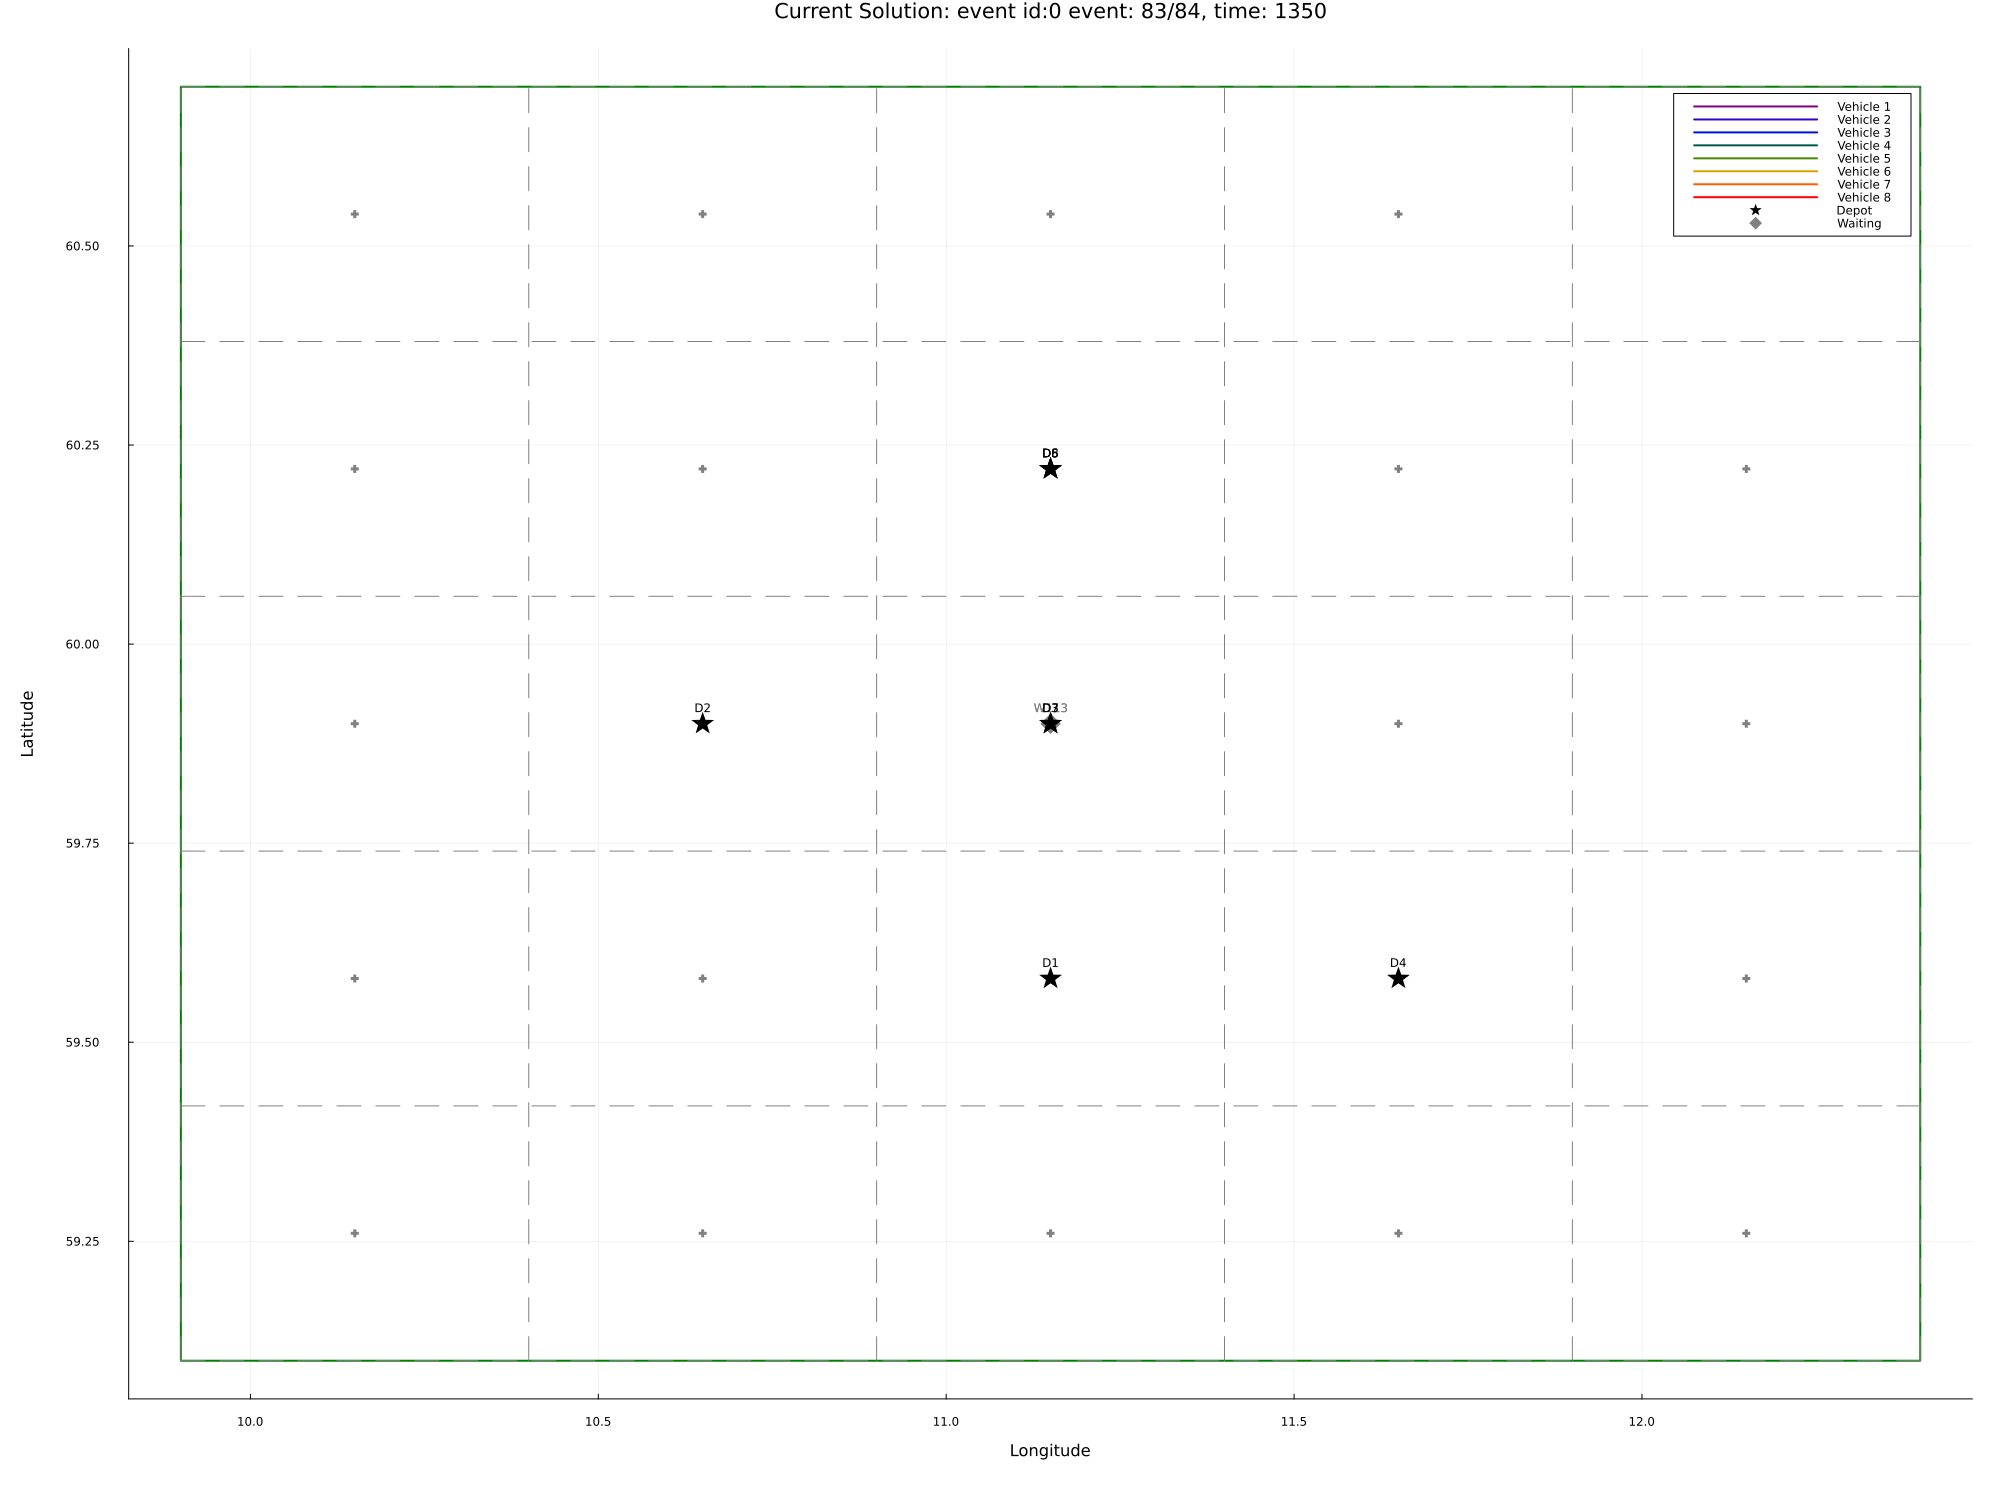 Current Solution: event id:0 event: 83/84, time: 1350
Vehicle 1
Vehicle 2
Vehicle 3
Vehicle 4
Vehicle 5
Vehicle 6
Vehicle 7
Vehicle 8
Depot
Waiting
60.50
60.25
60.00
D2
Latitude
59.75
D1
D4
59.50
59.25
10.0
10.5
11.0
11.5
12.0
Longitude